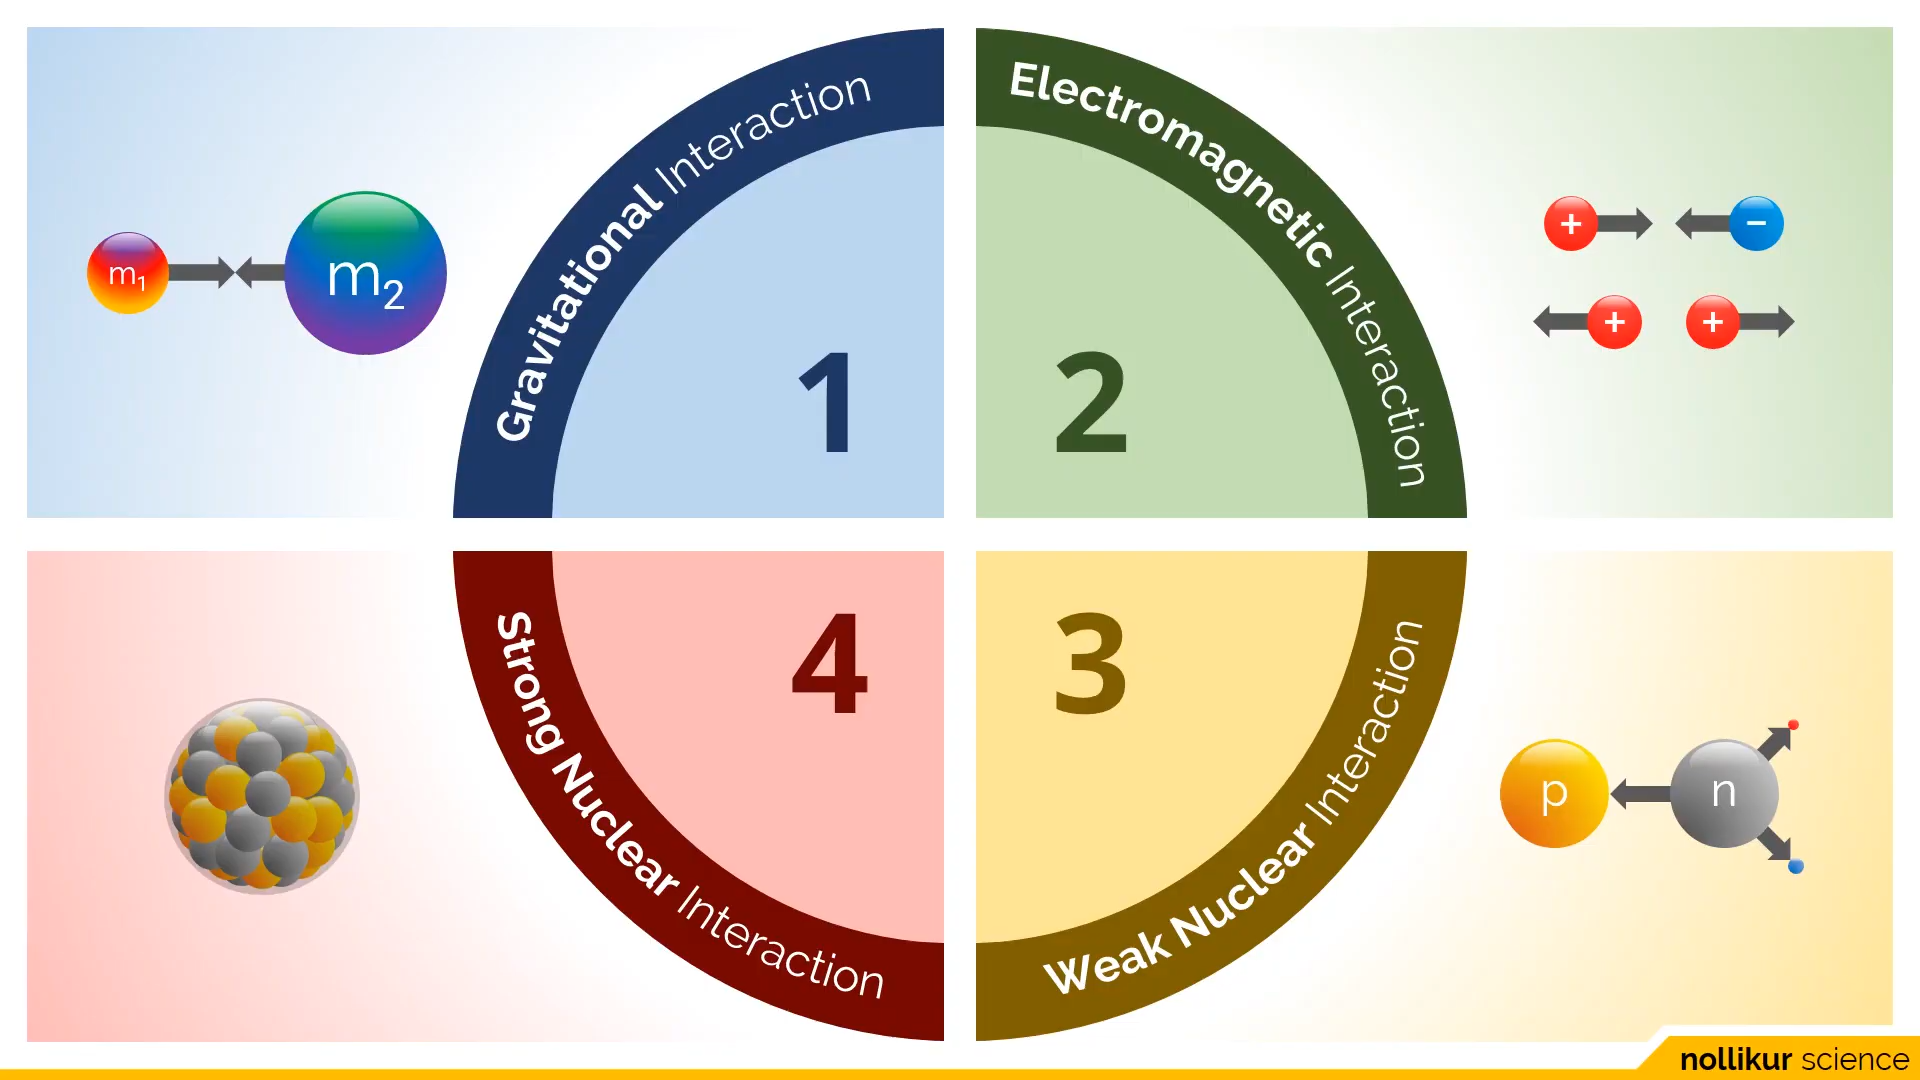 Gravitational Interaction
1
m₁
m₂
Electromagnetic Interaction
2
+
−
+
+
Strong Nuclear Interaction
4
Weak Nuclear Interaction
3
p
n
nollikur science